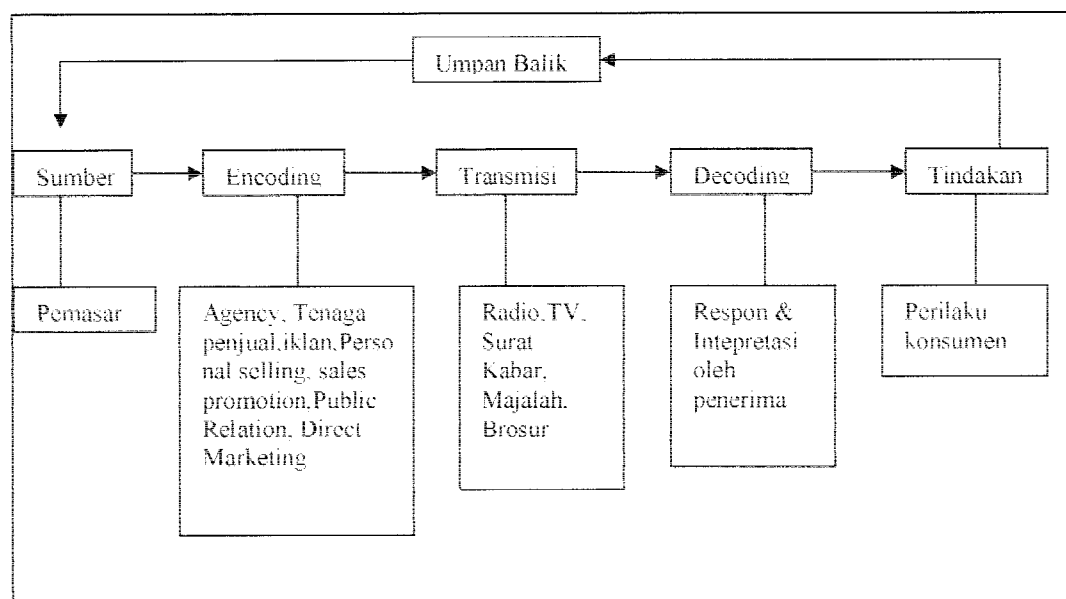 Umpan Balik
Sumber
Encoding
Transmisi
Decoding
Tindakan
Pemasar
Agency, Tenaga
penjual,iklan,Perso
nal selling, sales
promotion,Public
Relation, Direct
Marketing
Radio,TV,
Surat
Kabar,
Majalah,
Brosur
Respon &
Intepretasi
oleh
penerima
Perilaku
konsumen